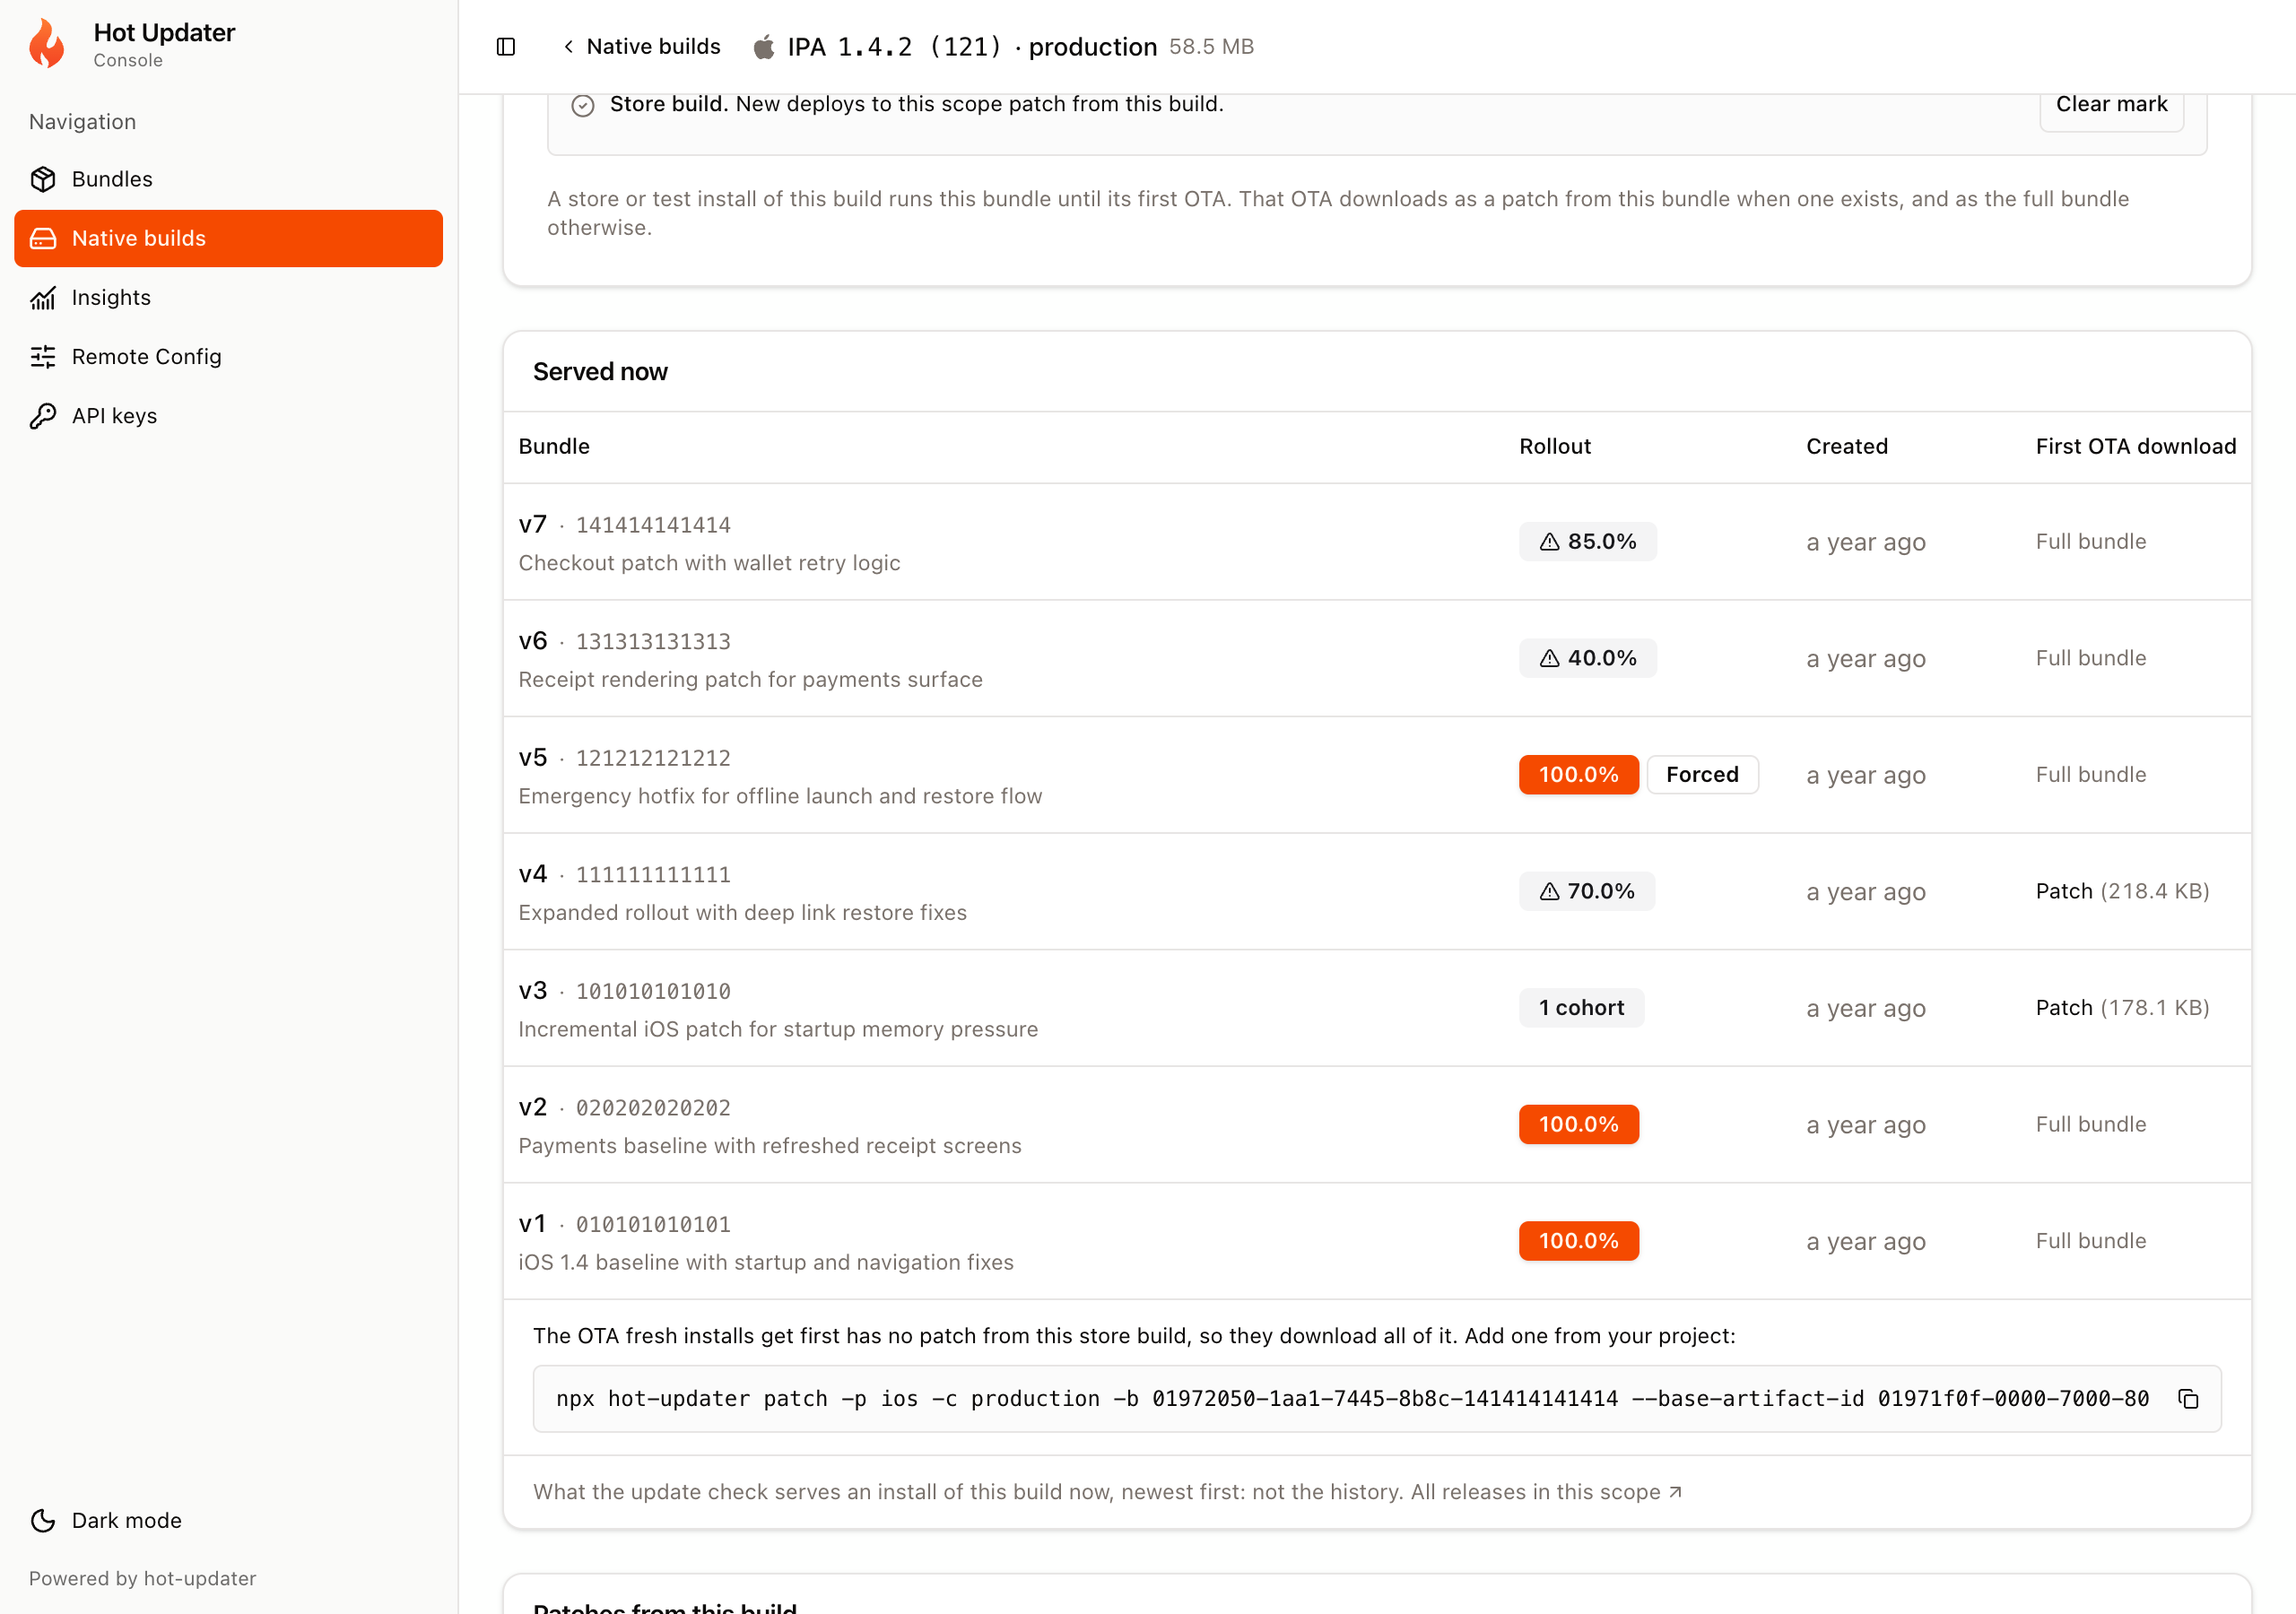 Hot Updater
Console
Navigation
Bundles
Native builds
Insights
Remote Config
API keys
Dark mode
Powered by hot-updater
Native builds
IPA 1.4.2 (121) · production 58.5 MB
Store build. New deploys to this scope patch from this build.
Clear mark
A store or test install of this build runs this bundle until its first OTA. That OTA downloads as a patch from this bundle when one exists, and as the full bundle
otherwise.
Served now
Bundle Rollout Created First OTA download
v7 · 141414141414
Checkout patch with wallet retry logic
85.0% a year ago Full bundle
v6 · 131313131313
Receipt rendering patch for payments surface
40.0% a year ago Full bundle
v5 · 121212121212
Emergency hotfix for offline launch and restore flow
100.0% Forced a year ago Full bundle
v4 · 111111111111
Expanded rollout with deep link restore fixes
70.0% a year ago Patch (218.4 KB)
v3 · 101010101010
Incremental iOS patch for startup memory pressure
1 cohort a year ago Patch (178.1 KB)
v2 · 020202020202
Payments baseline with refreshed receipt screens
100.0% a year ago Full bundle
v1 · 010101010101
iOS 1.4 baseline with startup and navigation fixes
100.0% a year ago Full bundle
The OTA fresh installs get first has no patch from this store build, so they download all of it. Add one from your project:
npx hot-updater patch -p ios -c production -b 01972050-1aa1-7445-8b8c-141414141414 --base-artifact-id 01971f0f-0000-7000-80
What the update check serves an install of this build now, newest first: not the history. All releases in this scope ↗
Patches from this build